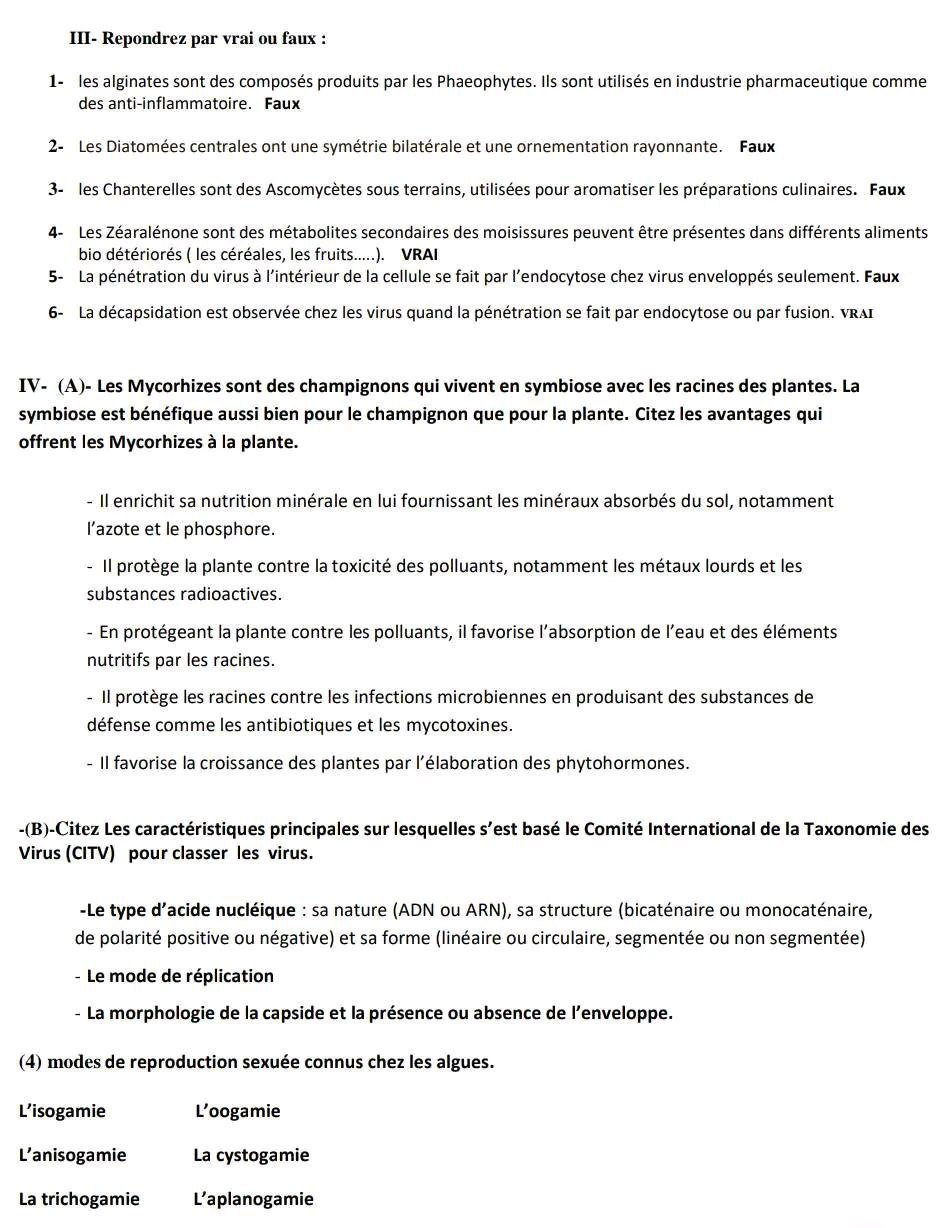 III- Repondrez par vrai ou faux :
1- les alginates sont des composés produits par les Phaeophytes. Ils sont utilisés en industrie pharmaceutique comme
des anti-inflammatoire. Faux
2- Les Diatomées centrales ont une symétrie bilatérale et une ornementation rayonnante. Faux
3- les Chanterelles sont des Ascomycètes sous terrains, utilisées pour aromatiser les préparations culinaires. Faux
4- Les Zéaralénone sont des métabolites secondaires des moisissures peuvent être présentes dans différents aliments
bio détériorés ( les céréales, les fruits…..). VRAI
5- La pénétration du virus à l’intérieur de la cellule se fait par l’endocytose chez virus enveloppés seulement. Faux
6- La décapsidation est observée chez les virus quand la pénétration se fait par endocytose ou par fusion. VRAI
IV- (A)- Les Mycorhizes sont des champignons qui vivent en symbiose avec les racines des plantes. La
symbiose est bénéfique aussi bien pour le champignon que pour la plante. Citez les avantages qui
offrent les Mycorhizes à la plante.
- Il enrichit sa nutrition minérale en lui fournissant les minéraux absorbés du sol, notamment
l’azote et le phosphore.
- Il protège la plante contre la toxicité des polluants, notamment les métaux lourds et les
substances radioactives.
- En protégeant la plante contre les polluants, il favorise l’absorption de l’eau et des éléments
nutritifs par les racines.
- Il protège les racines contre les infections microbiennes en produisant des substances de
défense comme les antibiotiques et les mycotoxines.
- Il favorise la croissance des plantes par l’élaboration des phytohormones.
-(B)-Citez Les caractéristiques principales sur lesquelles s’est basé le Comité International de la Taxonomie des
Virus (CITV) pour classer les virus.
-Le type d’acide nucléique : sa nature (ADN ou ARN), sa structure (bicaténaire ou monocaténaire,
de polarité positive ou négative) et sa forme (linéaire ou circulaire, segmentée ou non segmentée)
- Le mode de réplication
- La morphologie de la capside et la présence ou absence de l’enveloppe.
(4) modes de reproduction sexuée connus chez les algues.
L’isogamie L’oogamie
L’anisogamie La cystogamie
La trichogamie L’aplanogamie